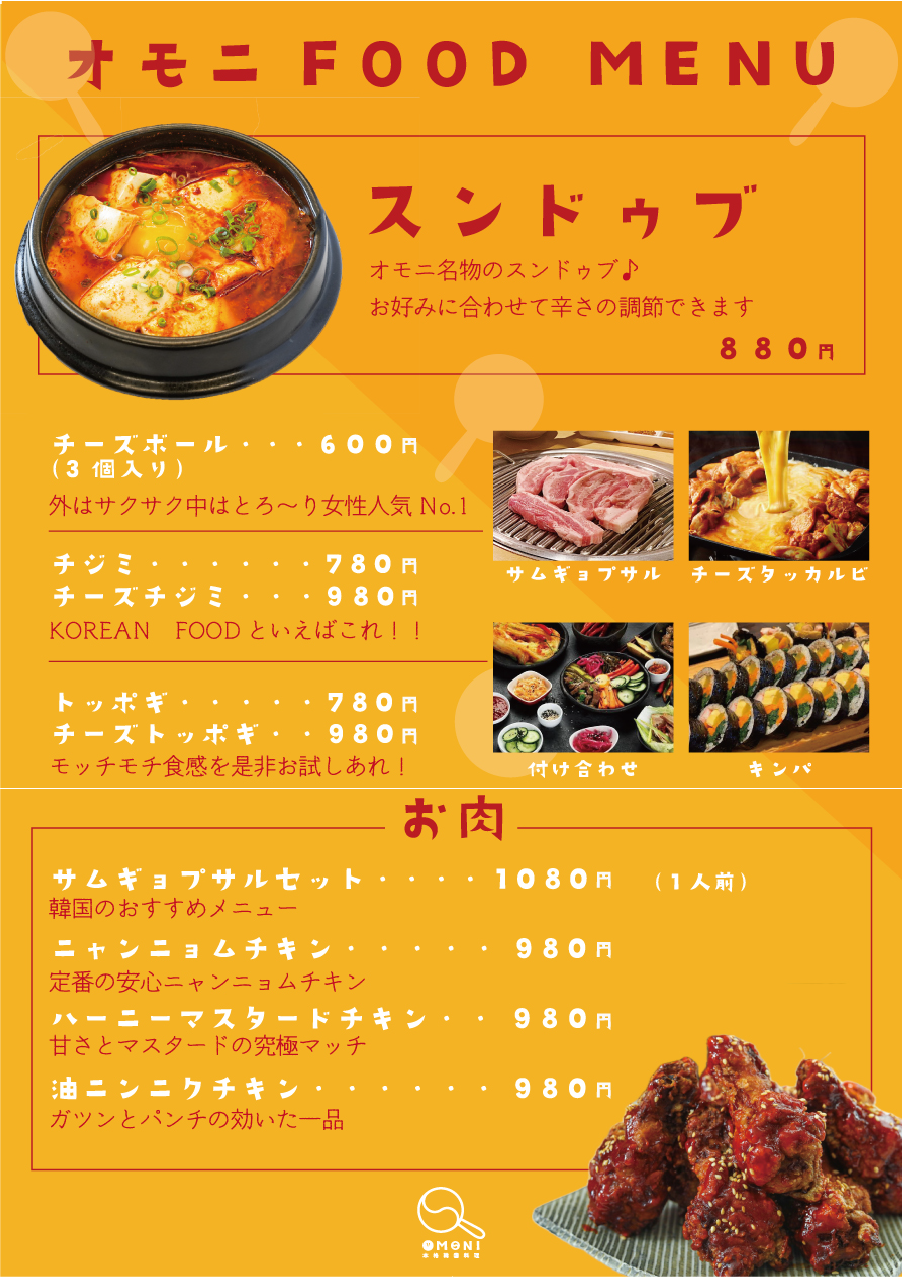 オモニ FOOD MENU
スンドゥブ
オモニ名物のスンドゥブ♪
お好みに合わせて辛さの調節できます
880円
チーズボール・・・600円
(3個入り)
外はサクサク中はとろ〜り女性人気 No.1
チジミ・・・・・・780円
チーズチジミ・・・980円
KOREAN FOODといえばこれ！！
トッポギ・・・・・780円
チーズトッポギ・・980円
モッチモチ食感を是非お試しあれ！
サムギョプサル
チーズタッカルビ
付け合わせ
キンパ
お肉
サムギョプサルセット・・・・1080円 (1人前)
韓国のおすすめメニュー
ニャンニョムチキン・・・・・980円
定番の安心ニャンニョムチキン
ハーニーマスタードチキン・・980円
甘さとマスタードの究極マッチ
油ニンニクチキン・・・・・・980円
ガツンとパンチの効いた一品
OMONI
本格韓国料理